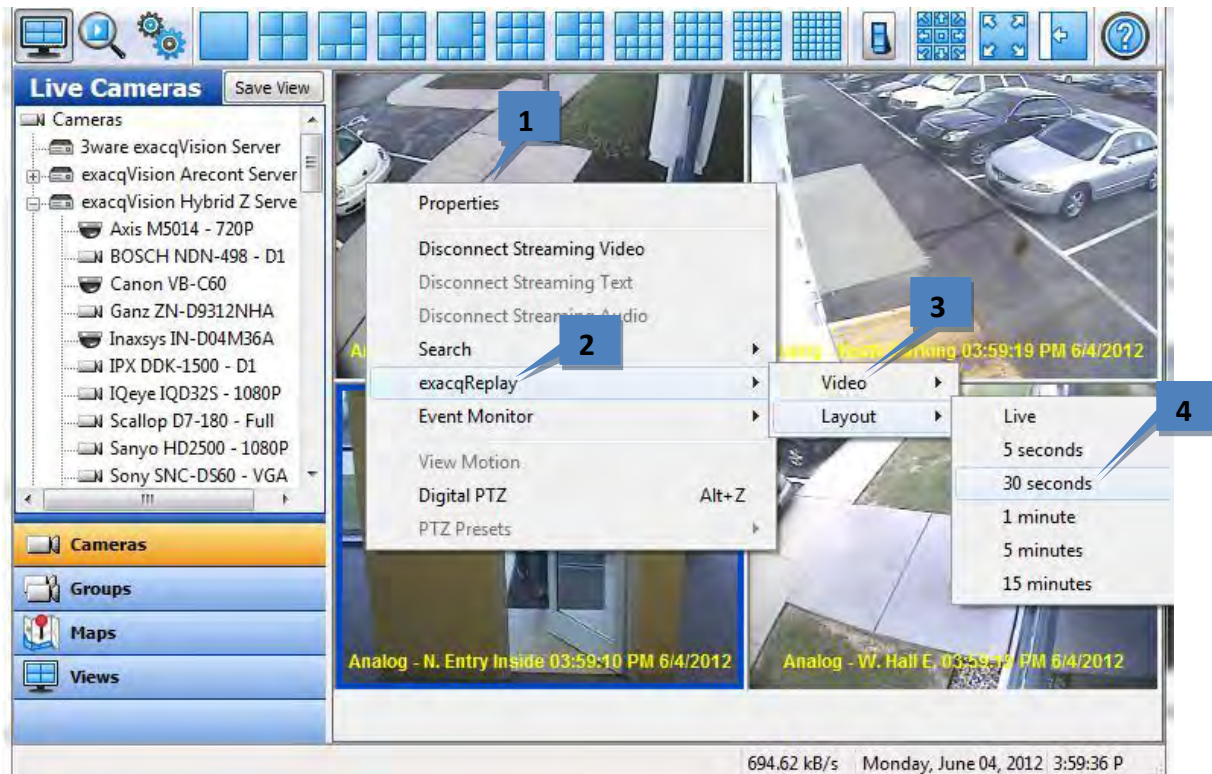 Live Cameras
Save View
Cameras
3ware exacqVision Server
exacqVision Arecont Server
exacqVision Hybrid Z Serve
Axis M5014 - 720P
BOSCH NDN-498 - D1
Canon VB-C60
Ganz ZN-D9312NHA
Inaxsys IN-D04M36A
IPX DDK-1500 - D1
IQeye IQD32S - 1080P
Scallop D7-180 - Full
Sanyo HD2500 - 1080P
Sony SNC-DS60 - VGA
Cameras
Groups
Maps
Views
1
Properties
Disconnect Streaming Video
Disconnect Streaming Text
Disconnect Streaming Audio
Search
2
exacqReplay
Event Monitor
View Motion
Digital PTZ Alt+Z
PTZ Presets
3
03:59:19 PM 6/4/2012
Video
Layout
4
Live
5 seconds
30 seconds
1 minute
5 minutes
15 minutes
Analog - N. Entry Inside 03:59:10 PM 6/4/2012
Analog - W. Hall E. PM 6/4/2012
694.62 kB/s Monday, June 04, 2012 3:59:36 P